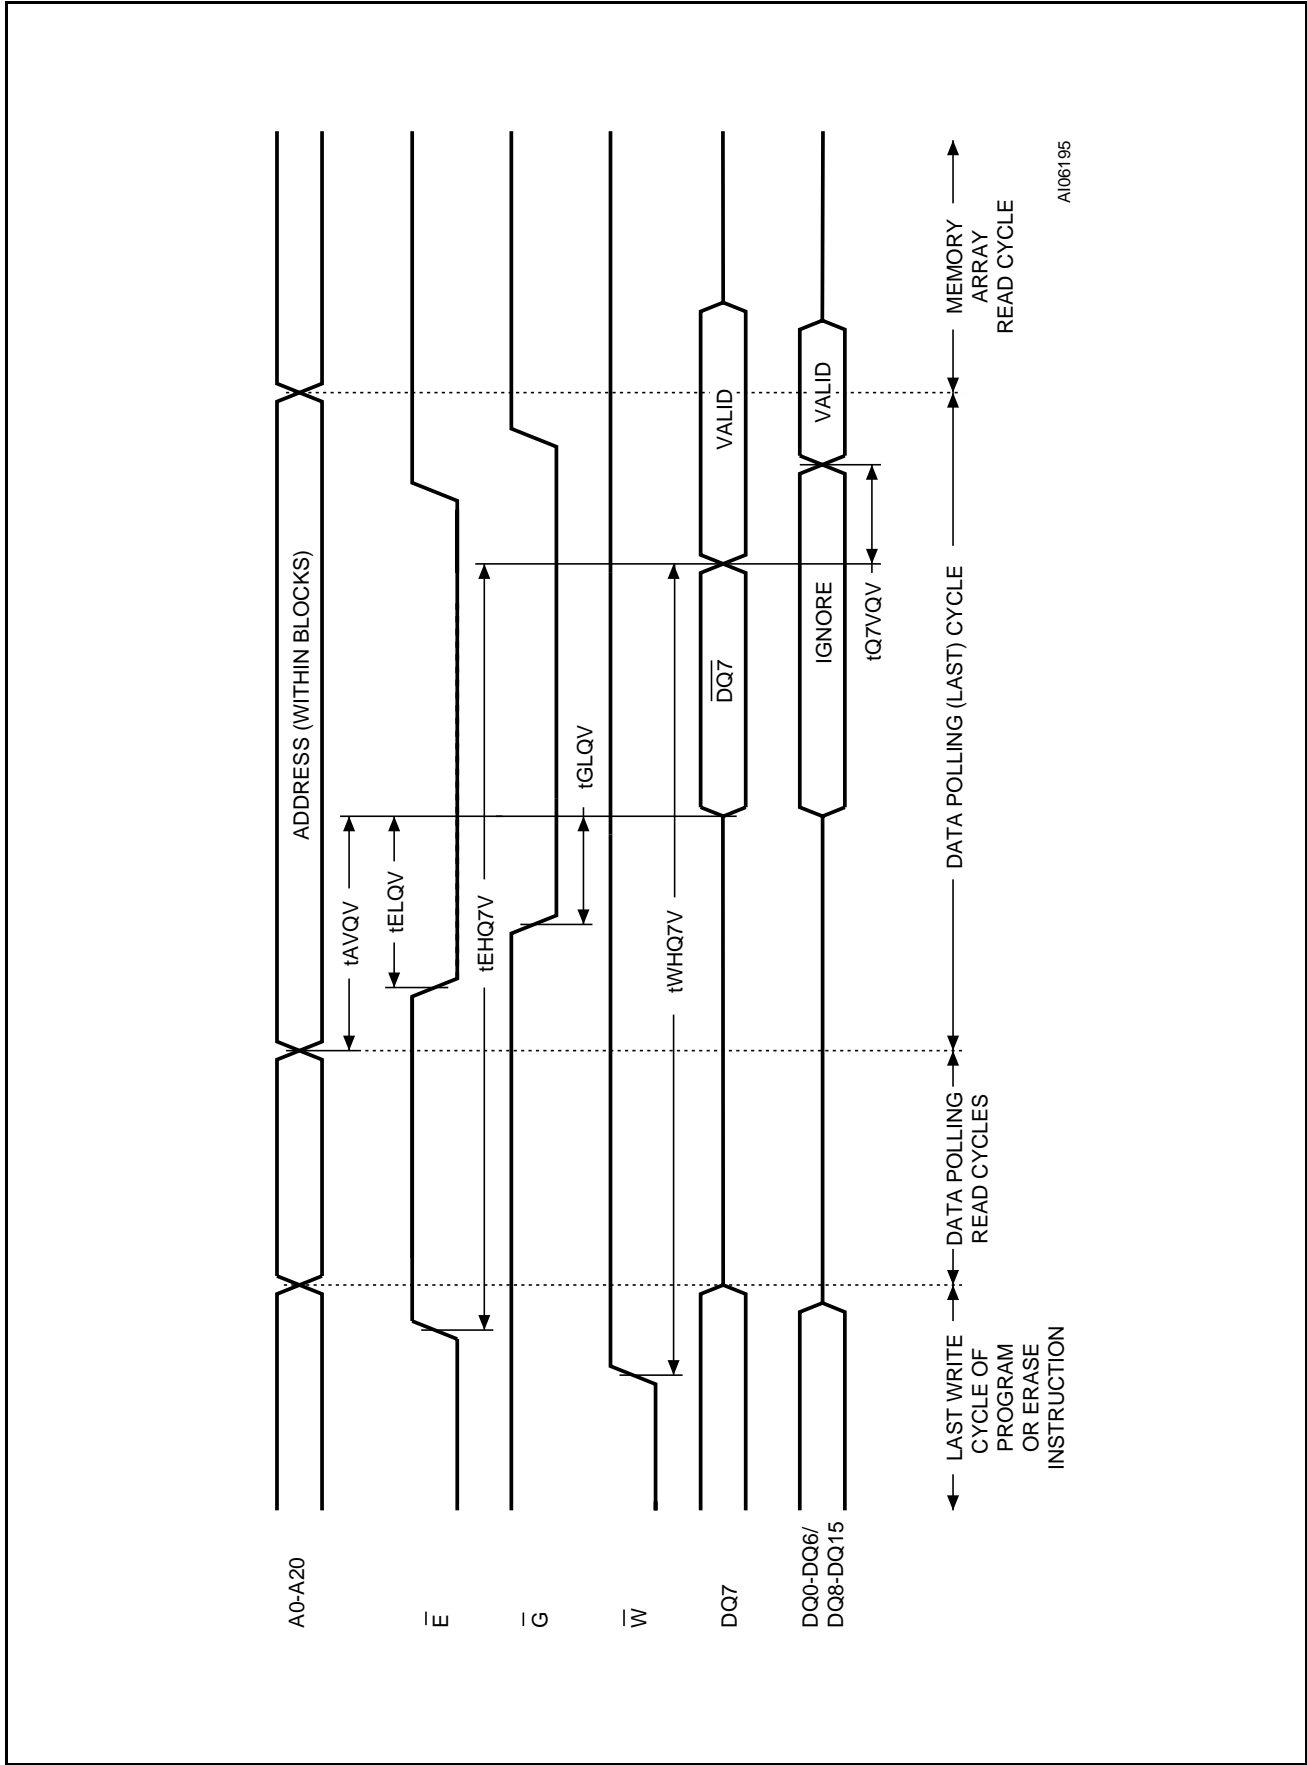 A0-A20
ADDRESS (WITHIN BLOCKS)
tAVQV
tELQV
E̅
tEHQ7V
G̅
tGLQV
W̅
tWHQ7V
DQ7
D̅Q̅7̅
VALID
DQ0-DQ6/
DQ8-DQ15
IGNORE
VALID
tQ7VQV
LAST WRITE
CYCLE OF
PROGRAM
OR ERASE
INSTRUCTION
DATA POLLING
READ CYCLES
DATA POLLING (LAST) CYCLE
MEMORY
ARRAY
READ CYCLE
AI06195